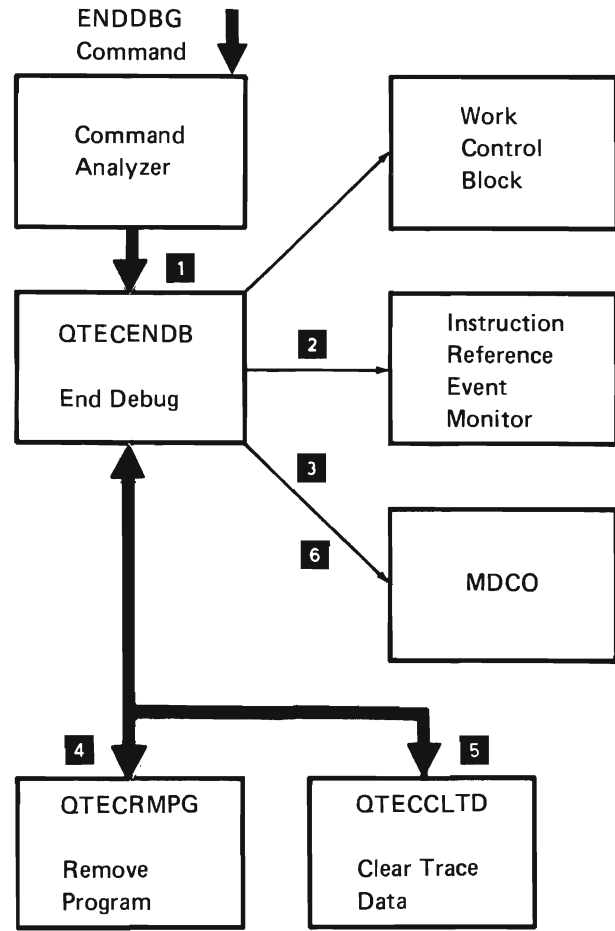 ENDDBG
Command
Command
Analyzer
Work
Control
Block
1
QTECENDB
End Debug
2
Instruction
Reference
Event
Monitor
3
6
MDCO
4
5
QTECRMPG
Remove
Program
QTECCLTD
Clear Trace
Data